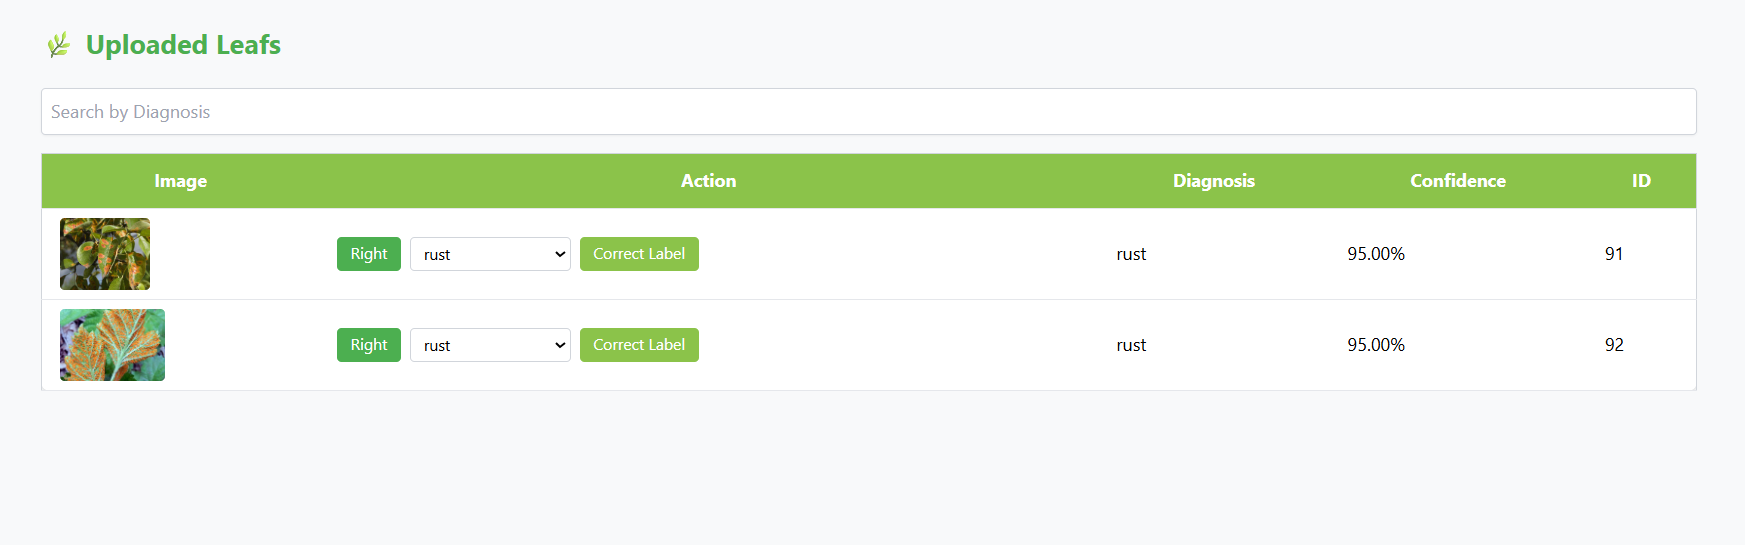 Uploaded Leafs
Search by Diagnosis
Image Action Diagnosis Confidence ID
Right rust Correct Label rust 95.00% 91
Right rust Correct Label rust 95.00% 92